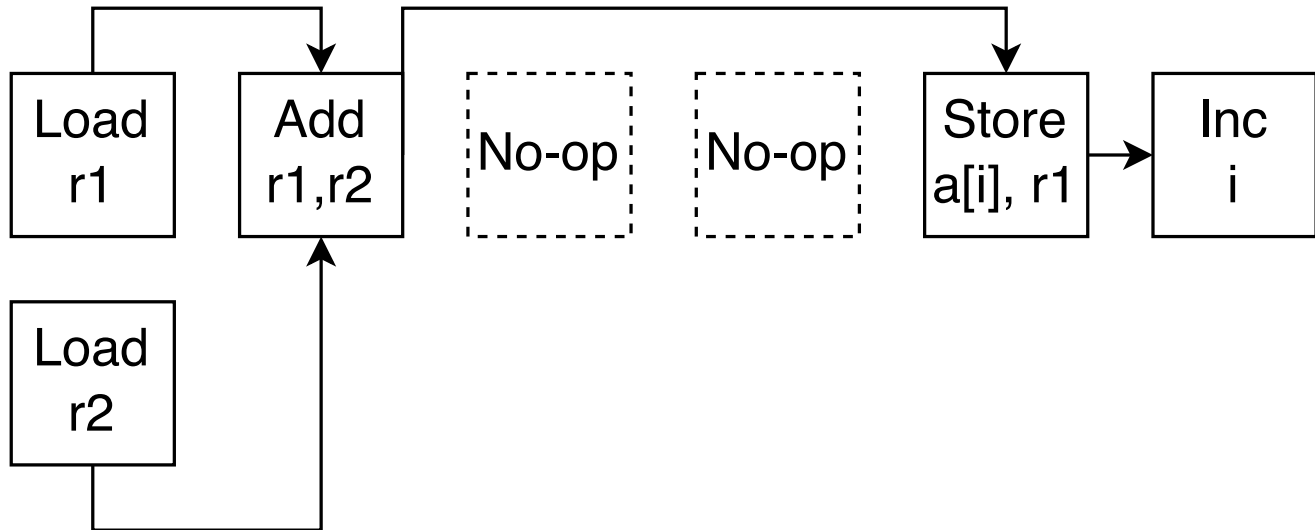 Load
r1
Add
r1,r2
No-op
No-op
Store
a[i], r1
Inc
i
Load
r2